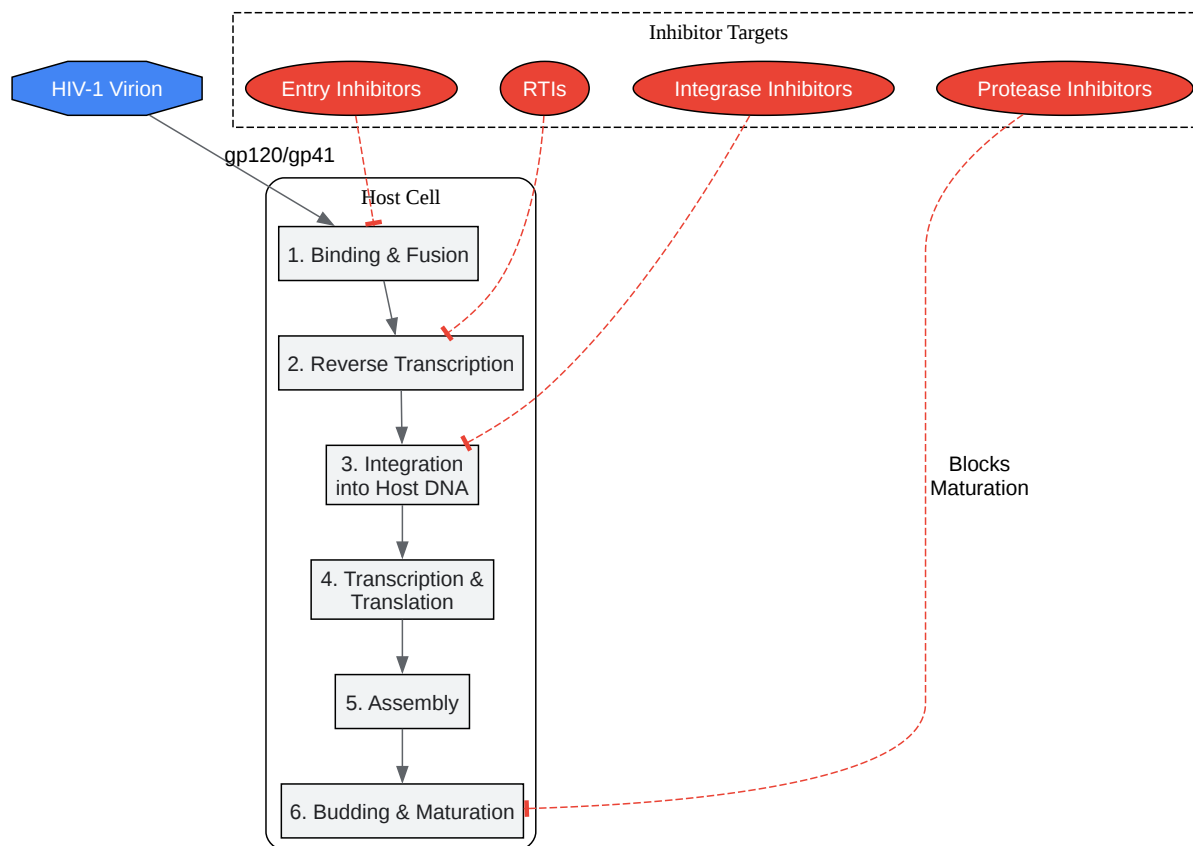 Inhibitor Targets
HIV-1 Virion
Entry Inhibitors
RTIs
Integrase Inhibitors
Protease Inhibitors
gp120/gp41
Host Cell
1. Binding & Fusion
2. Reverse Transcription
3. Integration
into Host DNA
Blocks
Maturation
4. Transcription &
Translation
5. Assembly
6. Budding & Maturation